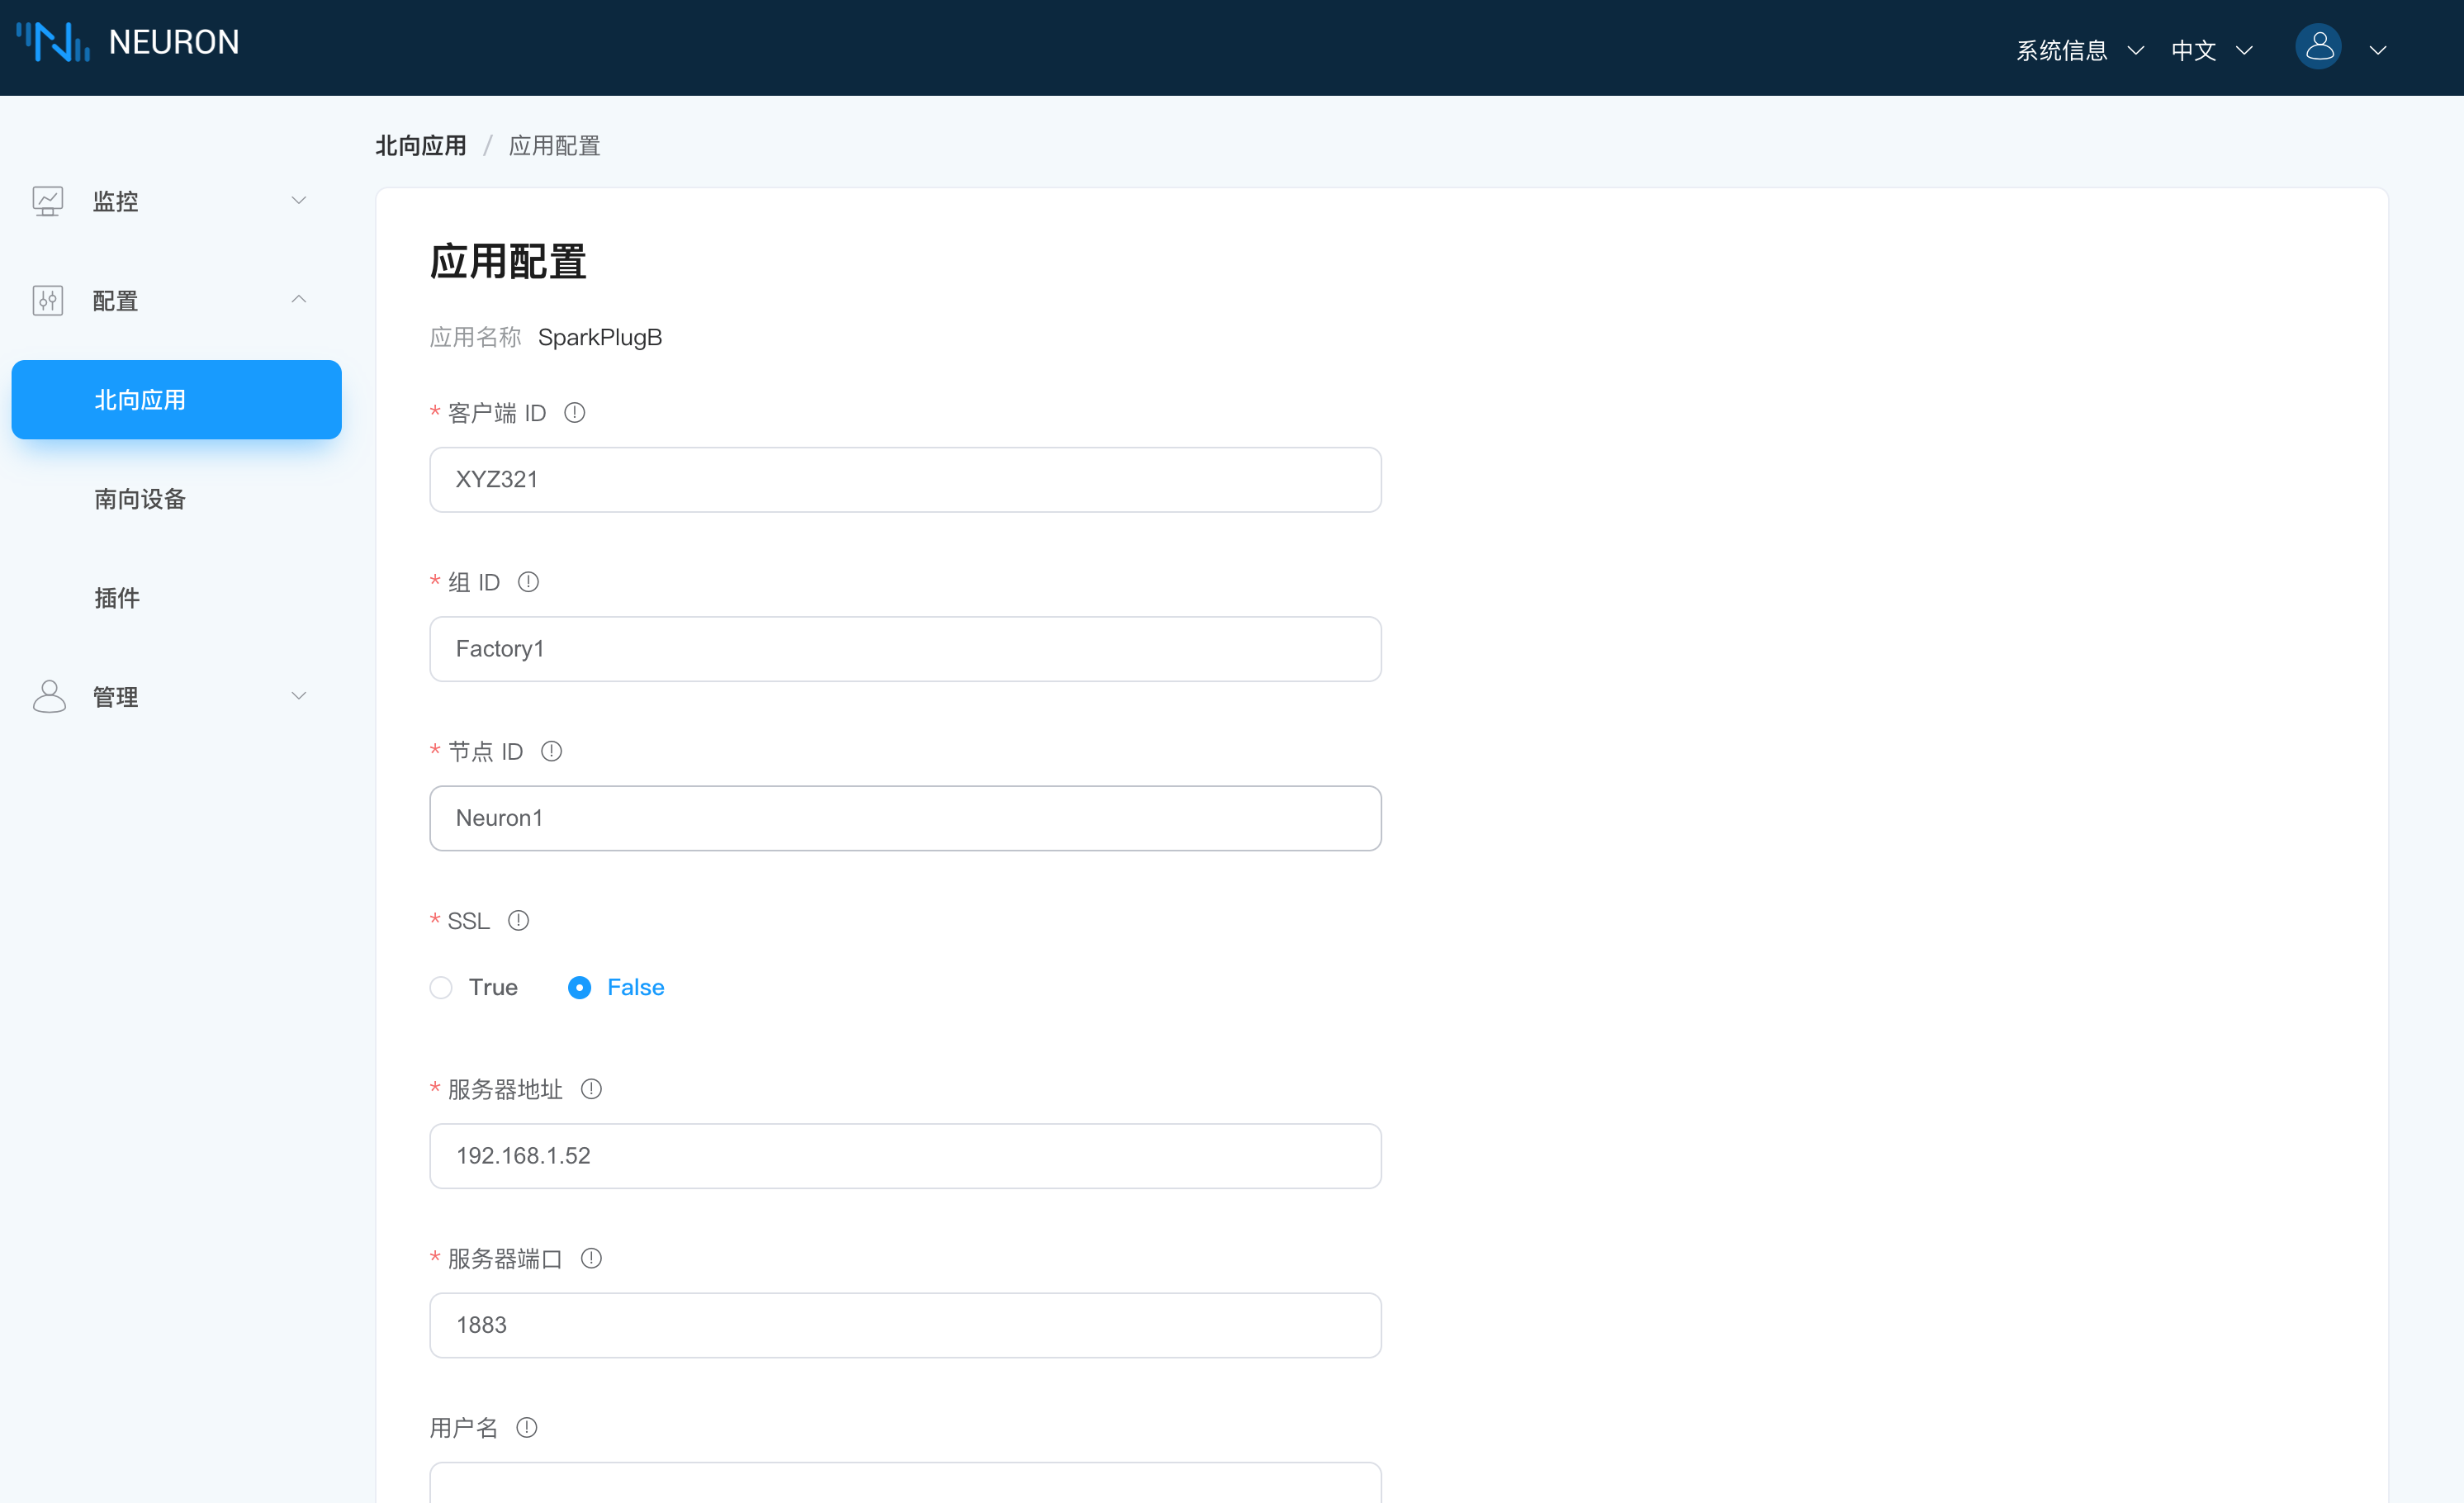 NEURON
系统信息
中文
北向应用 / 应用配置
监控
配置
北向应用
南向设备
插件
管理
应用配置
应用名称 SparkPlugB
* 客户端 ID
XYZ321
* 组 ID
Factory1
* 节点 ID
Neuron1
* SSL
True False
* 服务器地址
192.168.1.52
* 服务器端口
1883
用户名